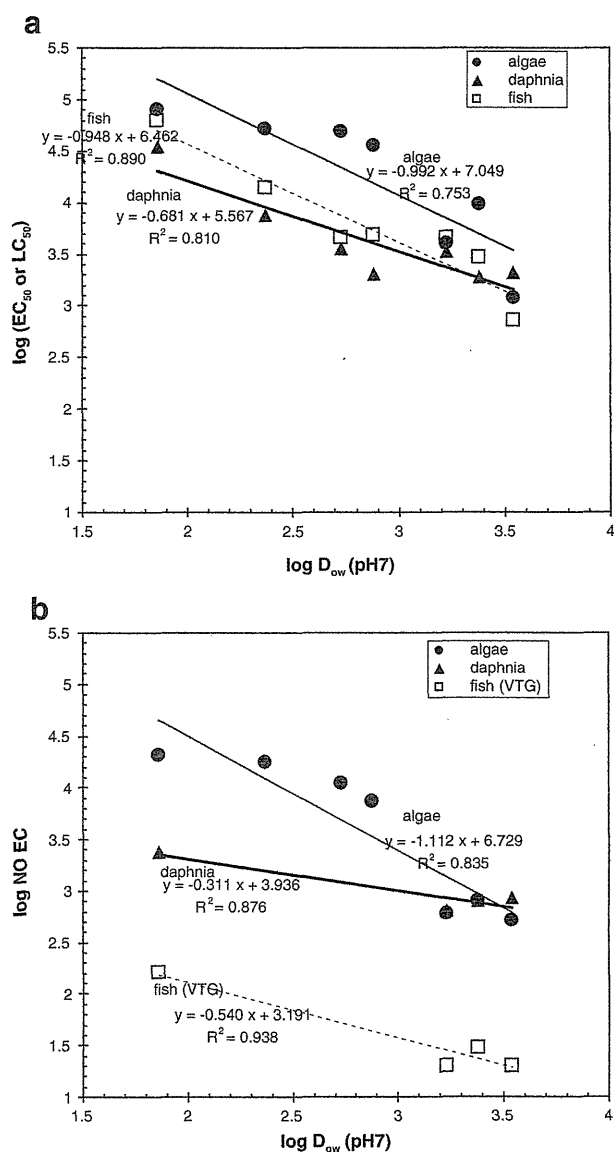 a
5.5
5
4.5
4
3.5
3
2.5
2
1.5
1
log (EC50 or LC50)
algae
daphnia
fish
fish
y = -0.948 x + 6.462
R2 = 0.890
daphnia
y = -0.681 x + 5.567
R2 = 0.810
algae
y = -0.992 x + 7.049
R2 = 0.753
1.5 2 2.5 3 3.5 4
log Dow (pH7)
b
5.5
5
4.5
4
3.5
3
2.5
2
1.5
1
log NO EC
algae
daphnia
fish (VTG)
algae
y = -1.112 x + 6.729
R2 = 0.835
daphnia
y = -0.311 x + 3.936
R2 = 0.876
fish (VTG)
y = -0.540 x + 3.191
R2 = 0.938
1.5 2 2.5 3 3.5 4
log Dow (pH7)